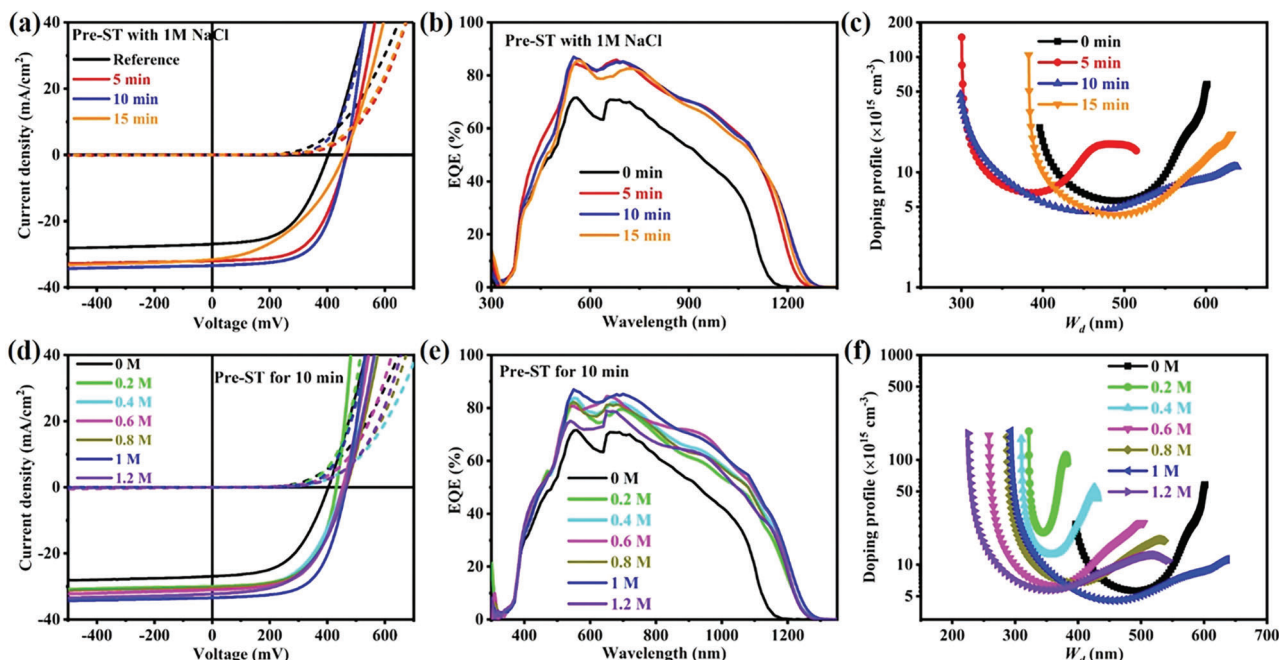 (a)
Pre-ST with 1M NaCl
Reference
5 min
10 min
15 min
Current density (mA/cm²)
40
20
0
-20
-40
-400
-200
0
200
400
600
Voltage (mV)
(b)
Pre-ST with 1M NaCl
0 min
5 min
10 min
15 min
EQE (%)
100
80
60
40
20
0
300
600
900
1200
Wavelength (nm)
(c)
0 min
5 min
10 min
15 min
Doping profile (×10¹⁵ cm⁻³)
100
50
10
5
1
300
400
500
600
W_d (nm)
(d)
Pre-ST for 10 min
0 M
0.2 M
0.4 M
0.6 M
0.8 M
1 M
1.2 M
Current density (mA/cm²)
40
20
0
-20
-40
-400
-200
0
200
400
600
Voltage (mV)
(e)
Pre-ST for 10 min
0 M
0.2 M
0.4 M
0.6 M
0.8 M
1 M
1.2 M
EQE (%)
100
80
60
40
20
0
400
600
800
1000
1200
Wavelength (nm)
(f)
0 M
0.2 M
0.4 M
0.6 M
0.8 M
1 M
1.2 M
Doping profile (×10¹⁵ cm⁻³)
1000
500
100
50
10
5
200
300
400
500
600
700
W_d (nm)